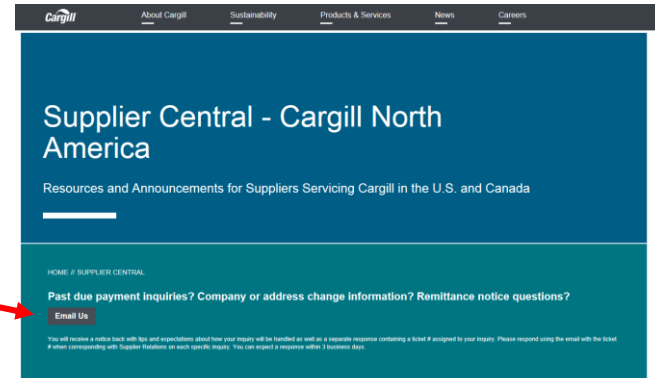 Cargill About Cargill Sustainability Products & Services News Careers
Supplier Central - Cargill North
America
Resources and Announcements for Suppliers Servicing Cargill in the U.S. and Canada
HOME // SUPPLIER CENTRAL
Past due payment inquiries? Company or address change information? Remittance notice questions?
Email Us
You will receive a notice back with tips and expectations about how your inquiry will be handled as well as a separate response containing a ticket # assigned to your inquiry. Please respond using the email with the ticket
# when corresponding with Supplier Relations on each specific inquiry. You can expect a response within 3 business days.